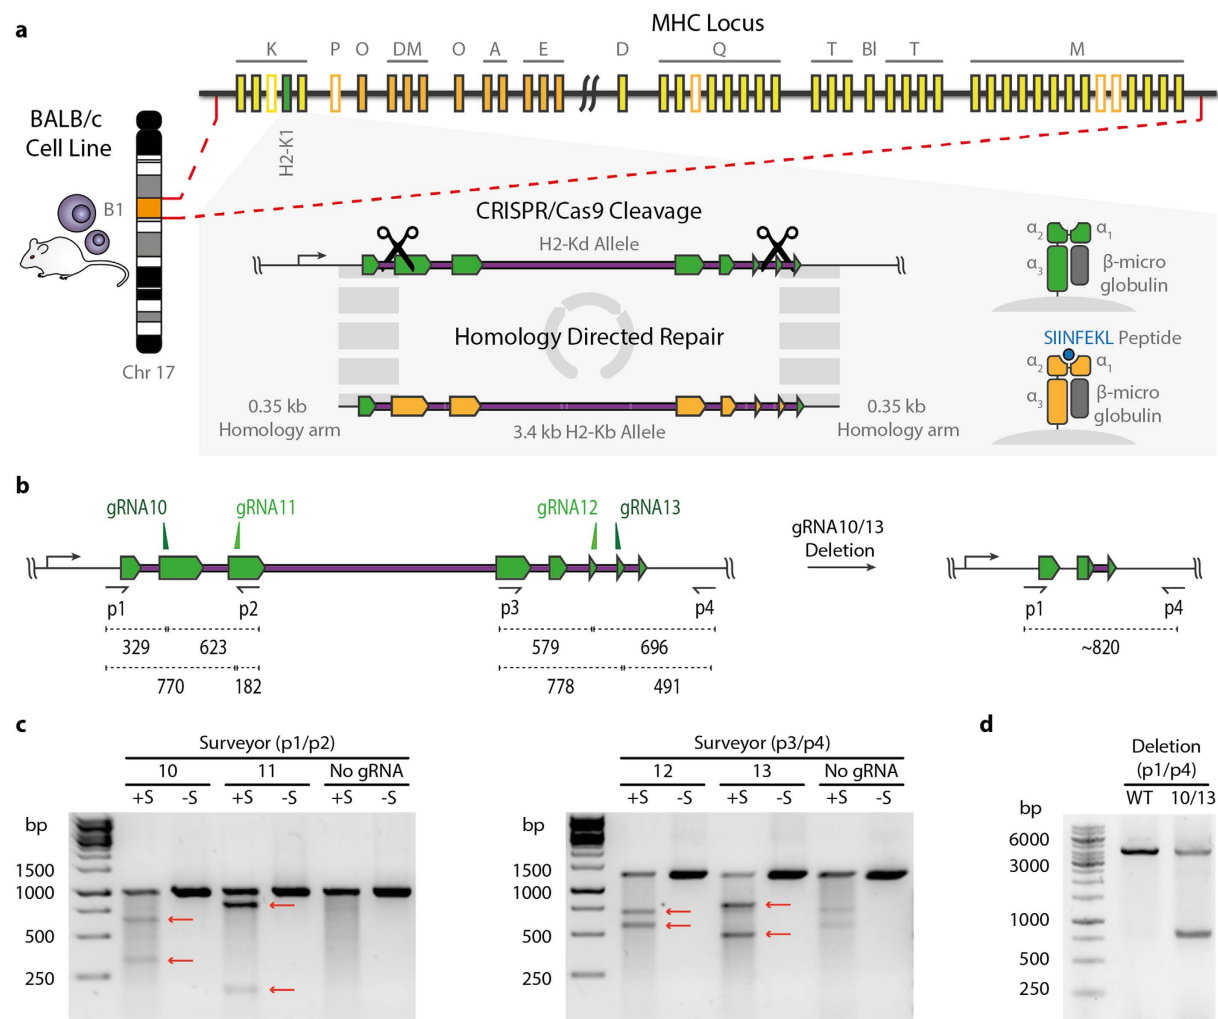 a
MHC Locus
K P O DM O A E D Q T Bl T M
BALB/c
Cell Line
H2-K1
B1
Chr 17
CRISPR/Cas9 Cleavage
H2-Kd Allele
Homology Directed Repair
0.35 kb
Homology arm
3.4 kb H2-Kb Allele
0.35 kb
Homology arm
α2 α1
α3
β-micro
globulin
SIINFEKL Peptide
α2 α1
α3
β-micro
globulin
b
gRNA10 gRNA11 gRNA12 gRNA13
gRNA10/13
Deletion
p1 p2 p3 p4 p1 p4
329 623 579 696 ~820
770 182 778 491
c
Surveyor (p1/p2)
10 11 No gRNA
+S -S +S -S +S -S
bp
1500
1000
500
250
Surveyor (p3/p4)
12 13 No gRNA
+S -S +S -S +S -S
bp
1500
1000
500
250
d
Deletion
(p1/p4)
WT 10/13
bp
6000
3000
1000
500
250